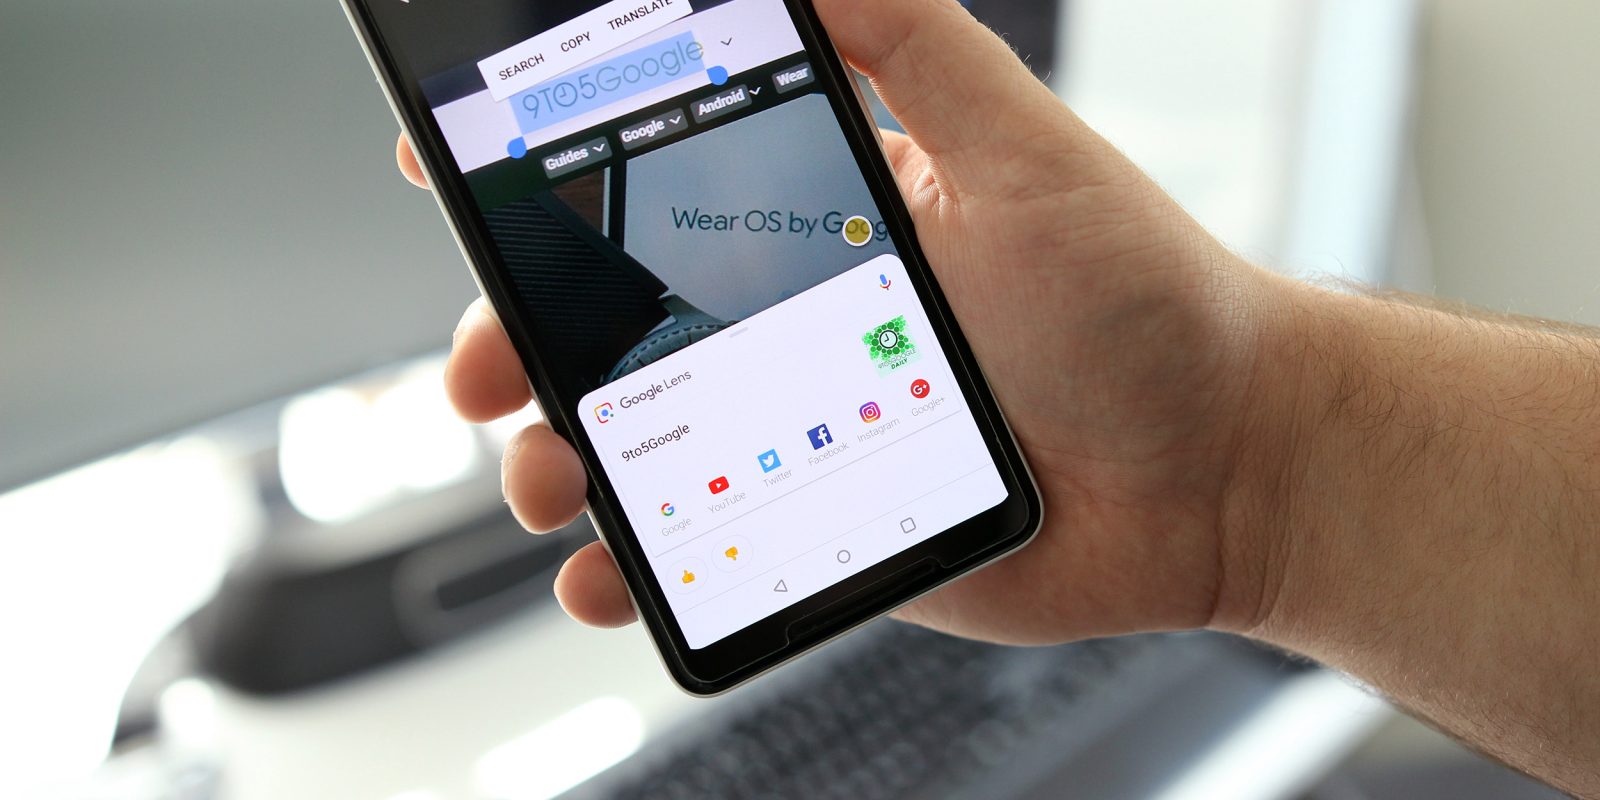 SEARCH COPY TRANSLATE
9TO5Google
Guides Google Android Wear
Wear OS by Goog
Google Lens
9to5Google
DAILY
Google YouTube Twitter Facebook Instagram Google+